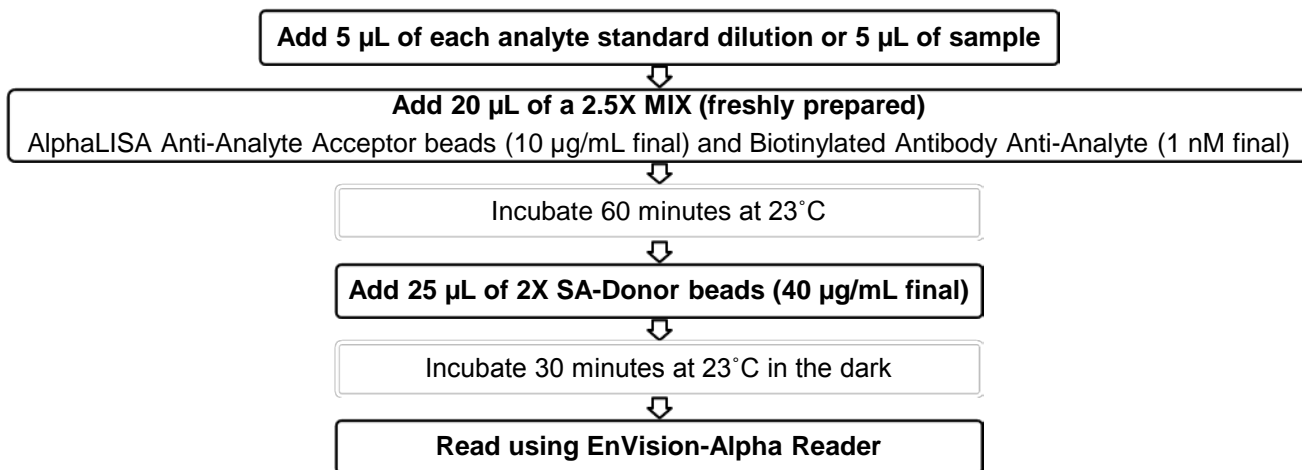 Add 5 µL of each analyte standard dilution or 5 µL of sample
Add 20 µL of a 2.5X MIX (freshly prepared)
AlphaLISA Anti-Analyte Acceptor beads (10 µg/mL final) and Biotinylated Antibody Anti-Analyte (1 nM final)
Incubate 60 minutes at 23˚C
Add 25 µL of 2X SA-Donor beads (40 µg/mL final)
Incubate 30 minutes at 23˚C in the dark
Read using EnVision-Alpha Reader